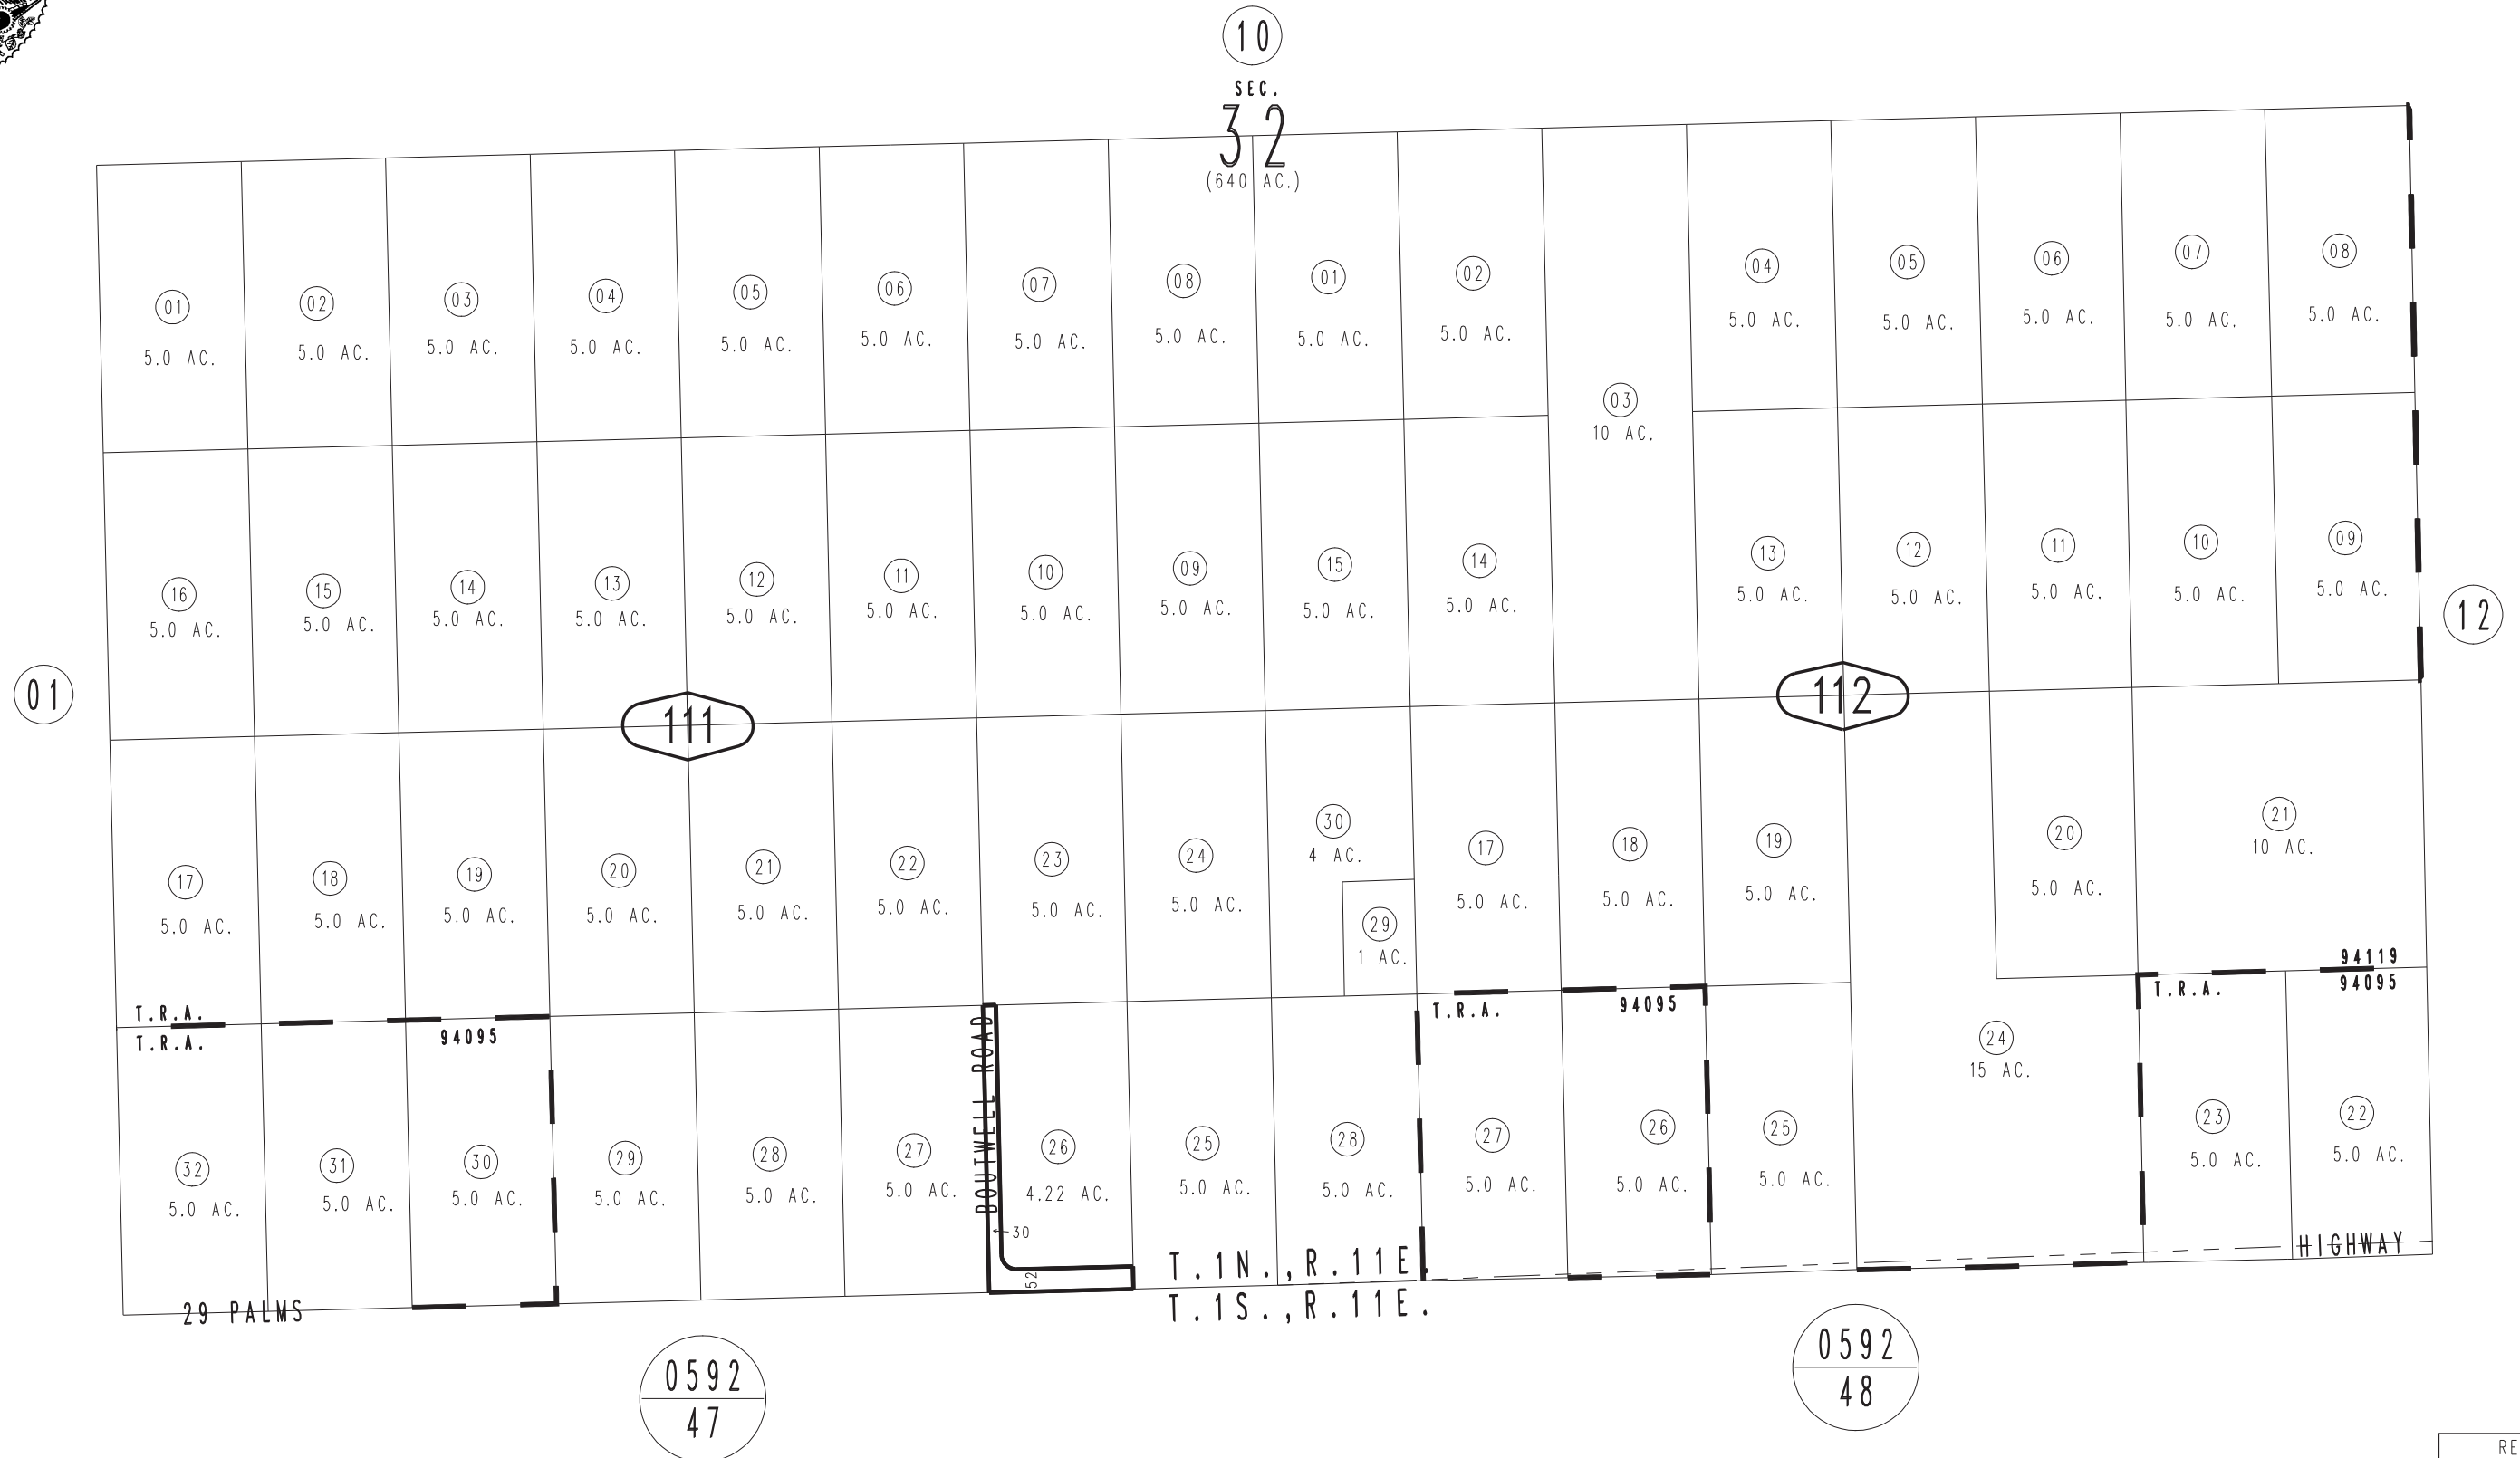 10
SEC.
32
(640 AC.)
01 02 03 04 05 06 07 08 01 02 04 05 06 07 08
5.0 AC. 5.0 AC. 5.0 AC. 5.0 AC. 5.0 AC. 5.0 AC. 5.0 AC. 5.0 AC. 5.0 AC. 5.0 AC. 5.0 AC. 5.0 AC. 5.0 AC. 5.0 AC. 5.0 AC.
03
10 AC.
16 15 14 13 12 11 10 09 15 14 13 12 11 10 09
5.0 AC. 5.0 AC. 5.0 AC. 5.0 AC. 5.0 AC. 5.0 AC. 5.0 AC. 5.0 AC. 5.0 AC. 5.0 AC. 5.0 AC. 5.0 AC. 5.0 AC. 5.0 AC. 5.0 AC.
12
01
111
112
17 18 19 20 21 22 23 24 30 17 18 19 20 21
5.0 AC. 5.0 AC. 5.0 AC. 5.0 AC. 5.0 AC. 5.0 AC. 5.0 AC. 5.0 AC. 4 AC. 5.0 AC. 5.0 AC. 5.0 AC. 5.0 AC. 10 AC.
29
1 AC.
94119
T.R.A. T.R.A. 94095
T.R.A. 94095 T.R.A. 94095
BOUTWELL ROAD
24
15 AC.
32 31 30 29 28 27 26 25 28 27 26 25 23 22
5.0 AC. 5.0 AC. 5.0 AC. 5.0 AC. 5.0 AC. 5.0 AC. 4.22 AC. 5.0 AC. 5.0 AC. 5.0 AC. 5.0 AC. 5.0 AC. 5.0 AC. 5.0 AC.
30
52
T.1N.,R.11E.
HIGHWAY
29 PALMS
T.1S.,R.11E.
0592
47
0592
48
RE